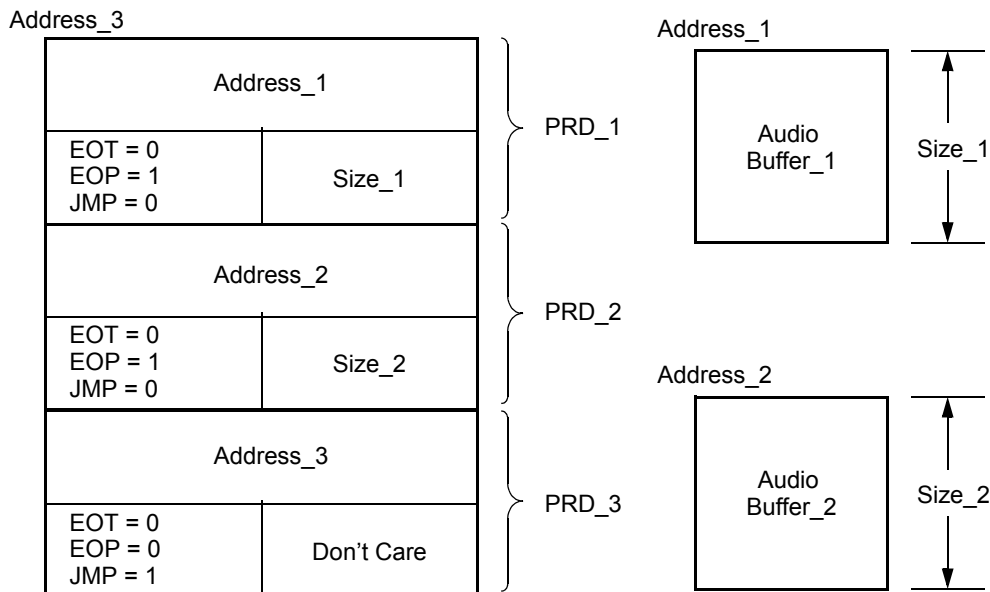 Address_3
Address_1
EOT = 0
EOP = 1
JMP = 0
Size_1
PRD_1
Address_2
EOT = 0
EOP = 1
JMP = 0
Size_2
PRD_2
Address_3
EOT = 0
EOP = 0
JMP = 1
Don't Care
PRD_3
Address_1
Audio
Buffer_1
Size_1
Address_2
Audio
Buffer_2
Size_2